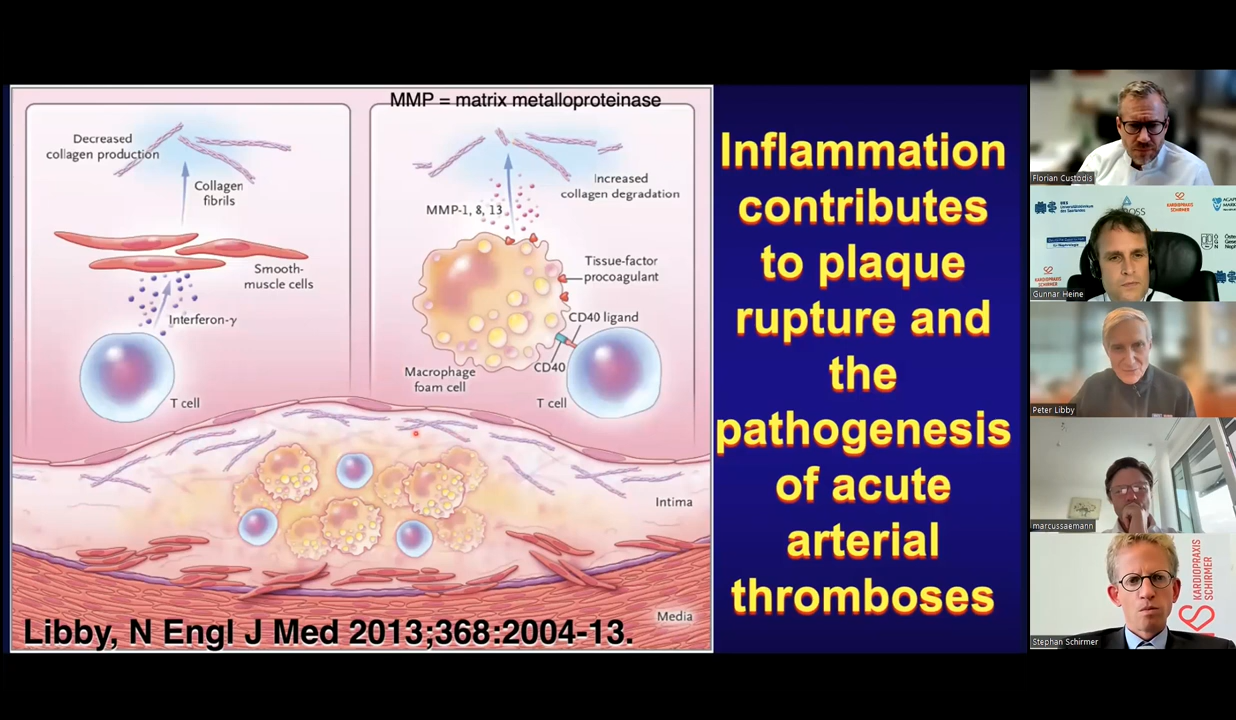 MMP = matrix metalloproteinase
Decreased
collagen production
Collagen
fibrils
Smooth-
muscle cells
Interferon-γ
T cell
Increased
collagen degradation
MMP-1, 8, 13
Tissue-factor
procoagulant
CD40 ligand
CD40
Macrophage
foam cell
T cell
Intima
Media
Libby, N Engl J Med 2013;368:2004-13.
Inflammation
contributes
to plaque
rupture and
the
pathogenesis
of acute
arterial
thromboses
Florian Custodis
KARDIOPRAXIS
SCHIRMER
Gunnar Heine
Peter Libby
marcussaemann
KARDIOPRAXIS
SCHIRMER
Stephan Schirmer